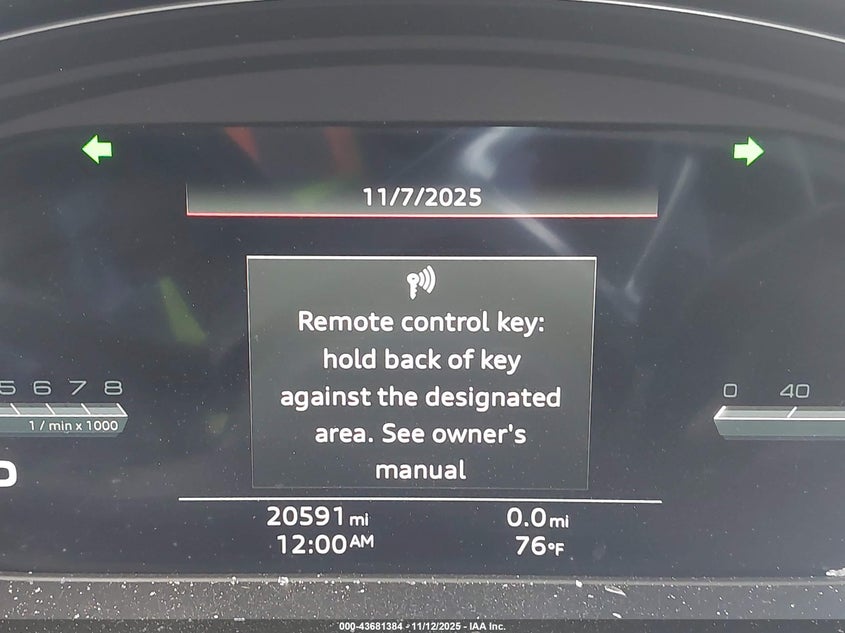 11/7/2025
Remote control key:
hold back of key
against the designated
area. See owner's
manual
5 6 7 8
1 / min x 1000
0 40
20591 mi 0.0 mi
12:00 AM 76°F
000-43681384 - 11/12/2025 - IAA Inc.